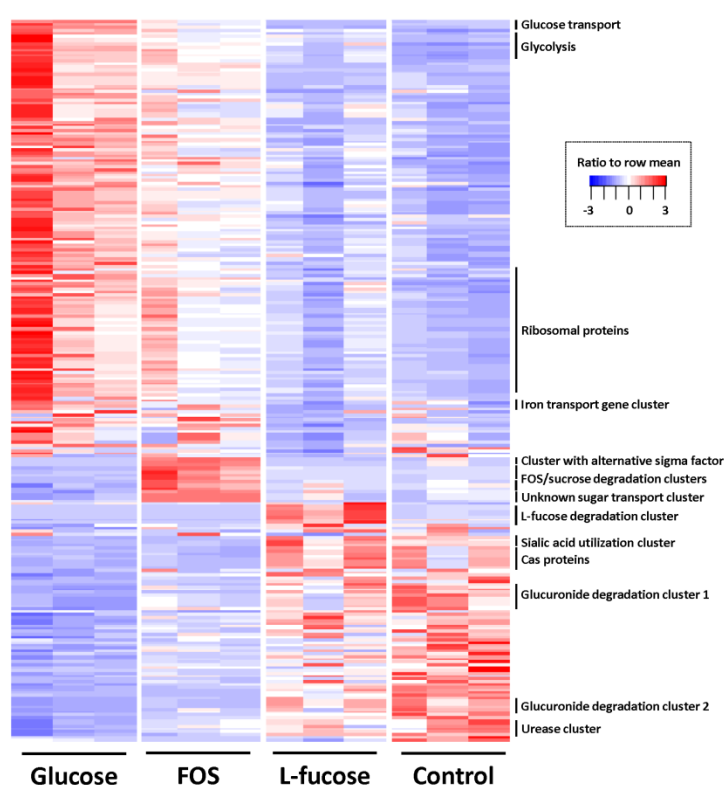 Glucose transport
Glycolysis
Ratio to row mean
-3 0 3
Ribosomal proteins
Iron transport gene cluster
Cluster with alternative sigma factor
FOS/sucrose degradation clusters
Unknown sugar transport cluster
L-fucose degradation cluster
Sialic acid utilization cluster
Cas proteins
Glucuronide degradation cluster 1
Glucuronide degradation cluster 2
Urease cluster
Glucose FOS L-fucose Control